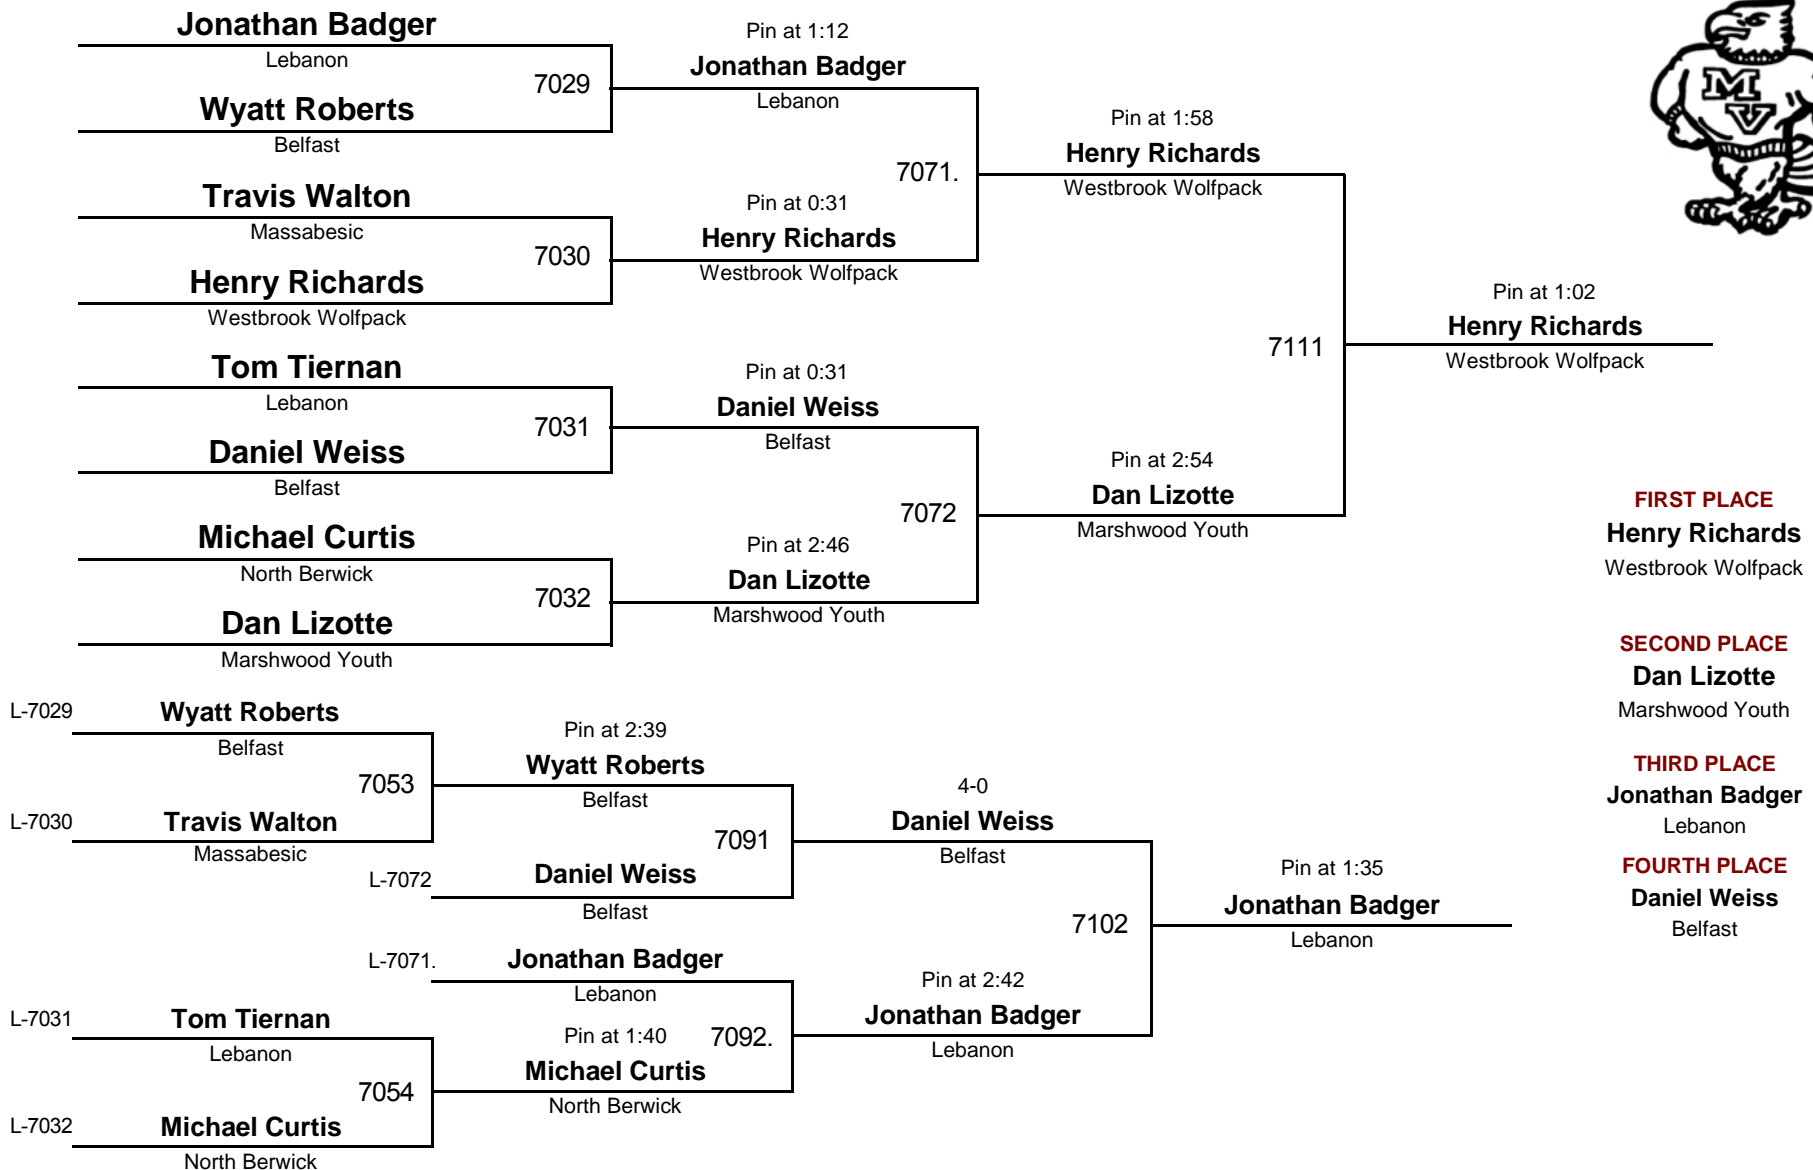 Jonathan Badger
Lebanon
7029
Wyatt Roberts
Belfast
Travis Walton
Massabesic
7030
Henry Richards
Westbrook Wolfpack
Tom Tiernan
Lebanon
7031
Daniel Weiss
Belfast
Michael Curtis
North Berwick
7032
Dan Lizotte
Marshwood Youth
Pin at 1:12
Jonathan Badger
Lebanon
7071.
Pin at 0:31
Henry Richards
Westbrook Wolfpack
Pin at 0:31
Daniel Weiss
Belfast
7072
Pin at 2:46
Dan Lizotte
Marshwood Youth
Pin at 1:58
Henry Richards
Westbrook Wolfpack
7111
Pin at 2:54
Dan Lizotte
Marshwood Youth
Pin at 1:02
Henry Richards
Westbrook Wolfpack
MV
FIRST PLACE
Henry Richards
Westbrook Wolfpack
SECOND PLACE
Dan Lizotte
Marshwood Youth
THIRD PLACE
Jonathan Badger
Lebanon
FOURTH PLACE
Daniel Weiss
Belfast
L-7029
Wyatt Roberts
Belfast
7053
L-7030
Travis Walton
Massabesic
Pin at 2:39
Wyatt Roberts
Belfast
7091
L-7072
Daniel Weiss
Belfast
L-7071.
Jonathan Badger
Lebanon
7092.
L-7031
Tom Tiernan
Lebanon
7054
L-7032
Michael Curtis
North Berwick
Pin at 1:40
Michael Curtis
North Berwick
4-0
Daniel Weiss
Belfast
7102
Pin at 2:42
Jonathan Badger
Lebanon
Pin at 1:35
Jonathan Badger
Lebanon